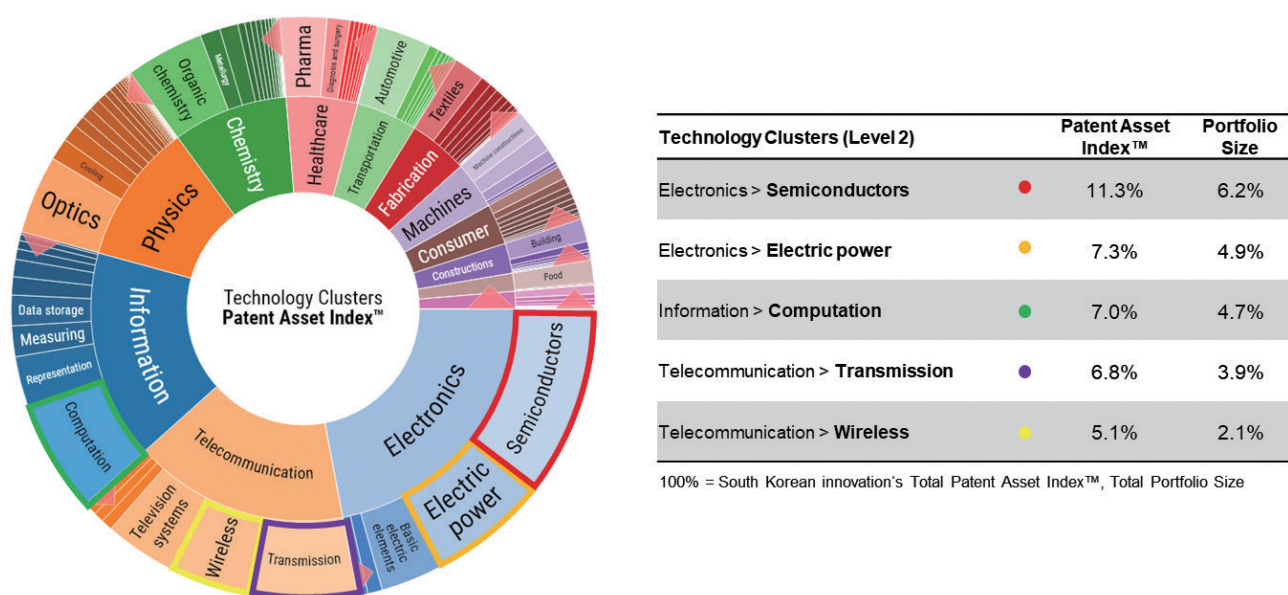 Technology Clusters
Patent Asset Index™
Electronics
Semiconductors
Electric
power
Basic
electric
elements
Telecommunication
Transmission
Wireless
Television
systems
Information
Computation
Representation
Measuring
Data storage
Physics
Optics
Cooling
Chemistry
Organic
chemistry
Metallurgy
Healthcare
Pharma
Diagnosis and surgery
Transportation
Automotive
Fabrication
Textiles
Machines
Machine constructions
Consumer
Constructions
Building
Food
Technology Clusters (Level 2) Patent Asset Index™ Portfolio Size
Electronics > Semiconductors 11.3% 6.2%
Electronics > Electric power 7.3% 4.9%
Information > Computation 7.0% 4.7%
Telecommunication > Transmission 6.8% 3.9%
Telecommunication > Wireless 5.1% 2.1%
100% = South Korean innovation‘s Total Patent Asset Index™, Total Portfolio Size